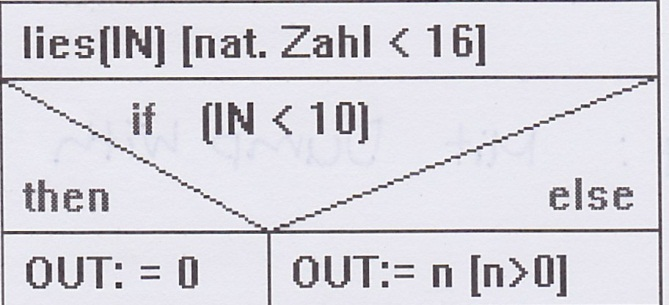 lies(IN) [nat. Zahl < 16]
if (IN < 10)
then else
OUT: = 0 OUT:= n [n>0]